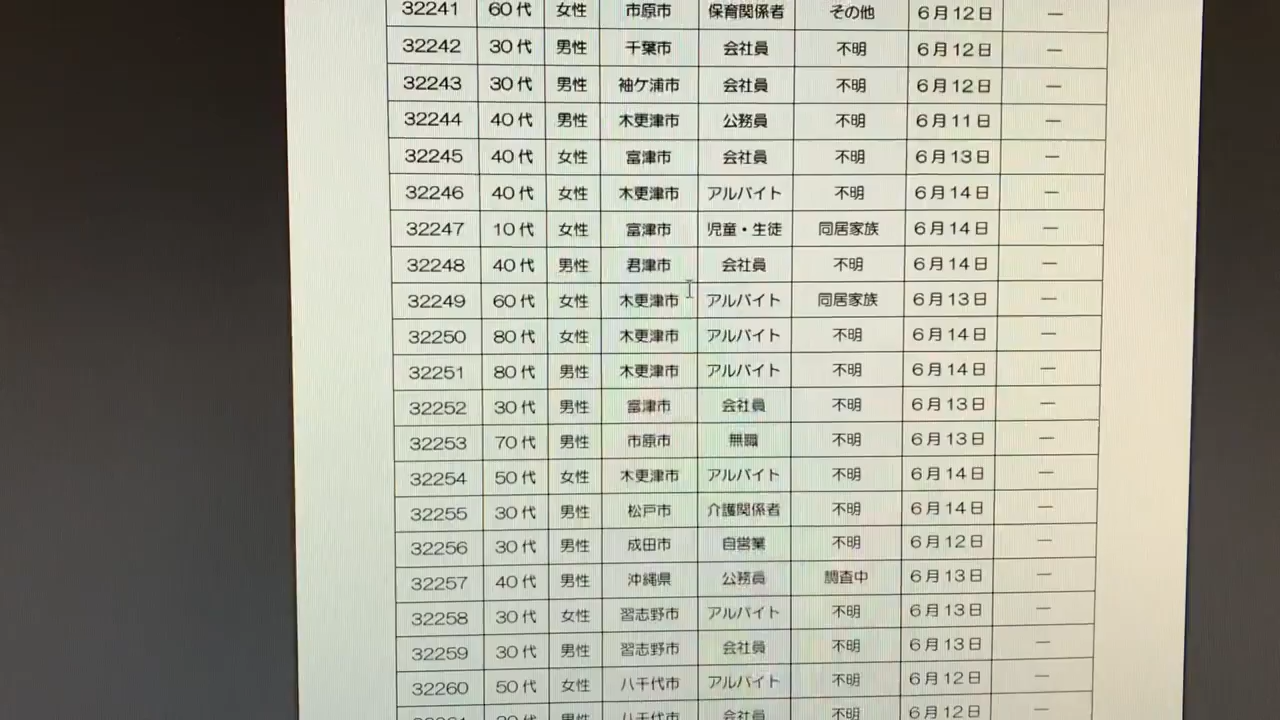 32241 60代 女性 市原市 保育関係者 その他 6月12日 —
32242 30代 男性 千葉市 会社員 不明 6月12日 —
32243 30代 男性 袖ケ浦市 会社員 不明 6月12日 —
32244 40代 男性 木更津市 公務員 不明 6月11日 —
32245 40代 女性 富津市 会社員 不明 6月13日 —
32246 40代 女性 木更津市 アルバイト 不明 6月14日 —
32247 10代 女性 富津市 児童・生徒 同居家族 6月14日 —
32248 40代 男性 君津市 会社員 不明 6月14日 —
32249 60代 女性 木更津市 アルバイト 同居家族 6月13日 —
32250 80代 女性 木更津市 アルバイト 不明 6月14日 —
32251 80代 男性 木更津市 アルバイト 不明 6月14日 —
32252 30代 男性 富津市 会社員 不明 6月13日 —
32253 70代 男性 市原市 無職 不明 6月13日 —
32254 50代 女性 木更津市 アルバイト 不明 6月14日 —
32255 30代 男性 松戸市 介護関係者 不明 6月14日 —
32256 30代 男性 成田市 自営業 不明 6月12日 —
32257 40代 男性 沖縄県 公務員 調査中 6月13日 —
32258 30代 女性 習志野市 アルバイト 不明 6月13日 —
32259 30代 男性 習志野市 会社員 不明 6月13日 —
32260 50代 女性 八千代市 アルバイト 不明 6月12日 —
男性 八千代市 会社員 不明 6月12日 —